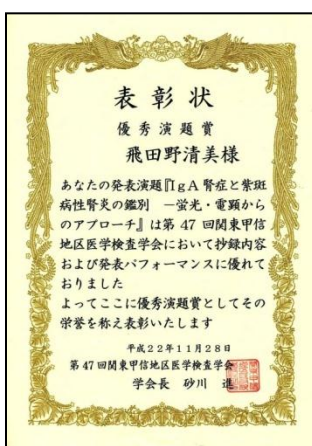 表彰状
優秀演題賞
飛田野清美様
あなたの発表演題『IgA腎症と紫斑
病性腎炎の鑑別 －蛍光・電顕から
のアプローチ』は第47回関東甲信
地区医学検査学会において抄録内容
および発表パフォーマンスに優れて
おりました
よってここに優秀演題賞としてその
栄誉を称え表彰いたします
平成22年11月28日
第47回関東甲信地区医学検査学会
学会長 砂川 進